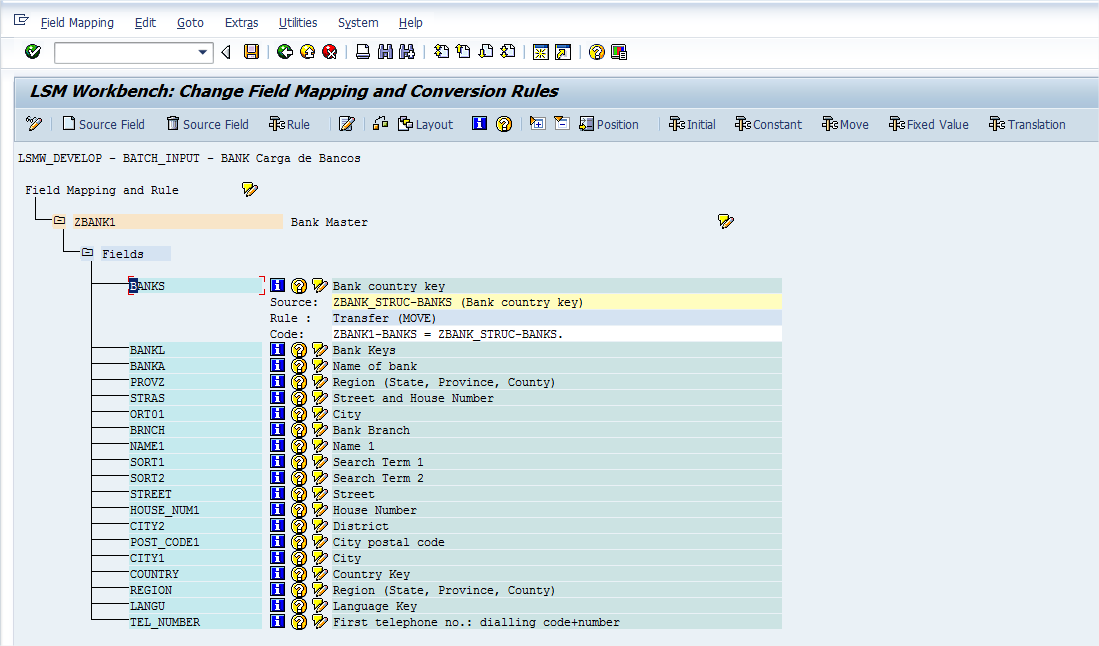 Field Mapping Edit Goto Extras Utilities System Help
LSM Workbench: Change Field Mapping and Conversion Rules
Source Field Source Field Rule Layout Position Initial Constant Move Fixed Value Translation
LSMW_DEVELOP - BATCH_INPUT - BANK Carga de Bancos
Field Mapping and Rule
ZBANK1 Bank Master
Fields
BANKS Bank country key
Source: ZBANK_STRUC-BANKS (Bank country key)
Rule : Transfer (MOVE)
Code: ZBANK1-BANKS = ZBANK_STRUC-BANKS.
BANKL Bank Keys
BANKA Name of bank
PROVZ Region (State, Province, County)
STRAS Street and House Number
ORT01 City
BRNCH Bank Branch
NAME1 Name 1
SORT1 Search Term 1
SORT2 Search Term 2
STREET Street
HOUSE_NUM1 House Number
CITY2 District
POST_CODE1 City postal code
CITY1 City
COUNTRY Country Key
REGION Region (State, Province, County)
LANGU Language Key
TEL_NUMBER First telephone no.: dialling code+number